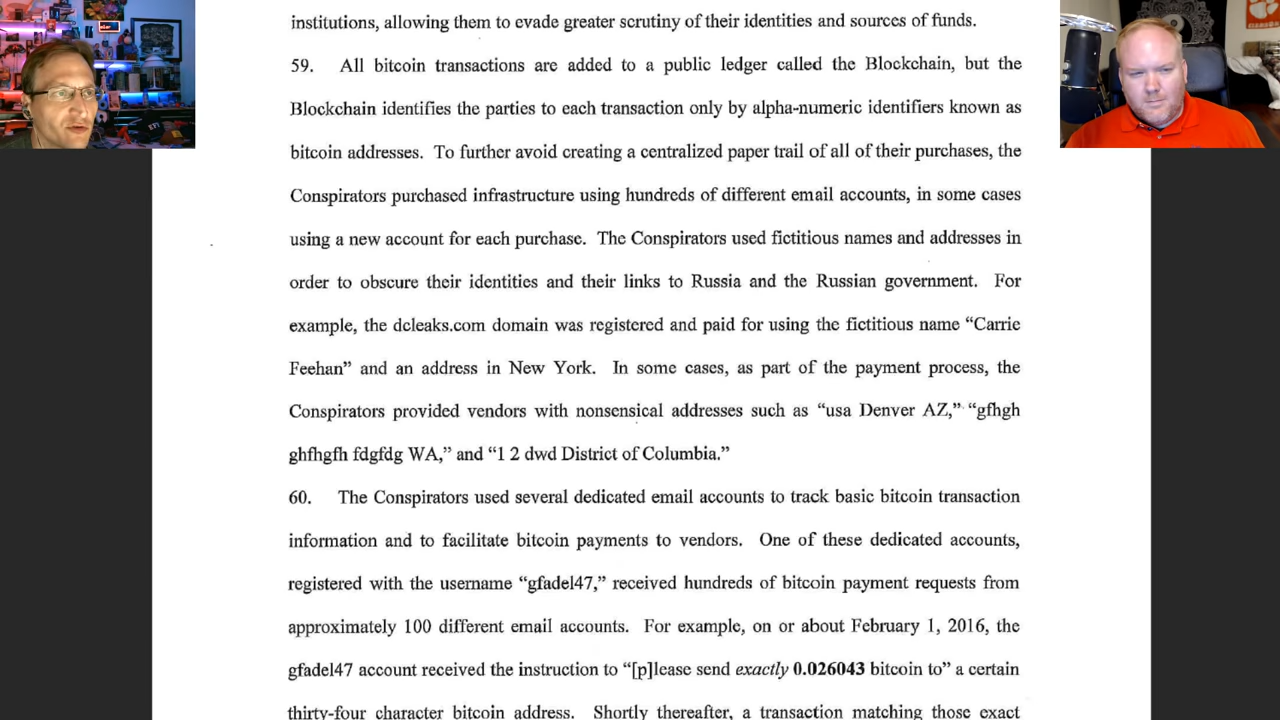 institutions, allowing them to evade greater scrutiny of their identities and sources of funds.
59. All bitcoin transactions are added to a public ledger called the Blockchain, but the
Blockchain identifies the parties to each transaction only by alpha-numeric identifiers known as
bitcoin addresses. To further avoid creating a centralized paper trail of all of their purchases, the
Conspirators purchased infrastructure using hundreds of different email accounts, in some cases
using a new account for each purchase. The Conspirators used fictitious names and addresses in
order to obscure their identities and their links to Russia and the Russian government. For
example, the dcleaks.com domain was registered and paid for using the fictitious name “Carrie
Feehan” and an address in New York. In some cases, as part of the payment process, the
Conspirators provided vendors with nonsensical addresses such as “usa Denver AZ,” “gfhgh
ghfhgfh fdgfdg WA,” and “1 2 dwd District of Columbia.”
60. The Conspirators used several dedicated email accounts to track basic bitcoin transaction
information and to facilitate bitcoin payments to vendors. One of these dedicated accounts,
registered with the username “gfadel47,” received hundreds of bitcoin payment requests from
approximately 100 different email accounts. For example, on or about February 1, 2016, the
gfadel47 account received the instruction to “[p]lease send exactly 0.026043 bitcoin to” a certain
thirty-four character bitcoin address. Shortly thereafter, a transaction matching those exact